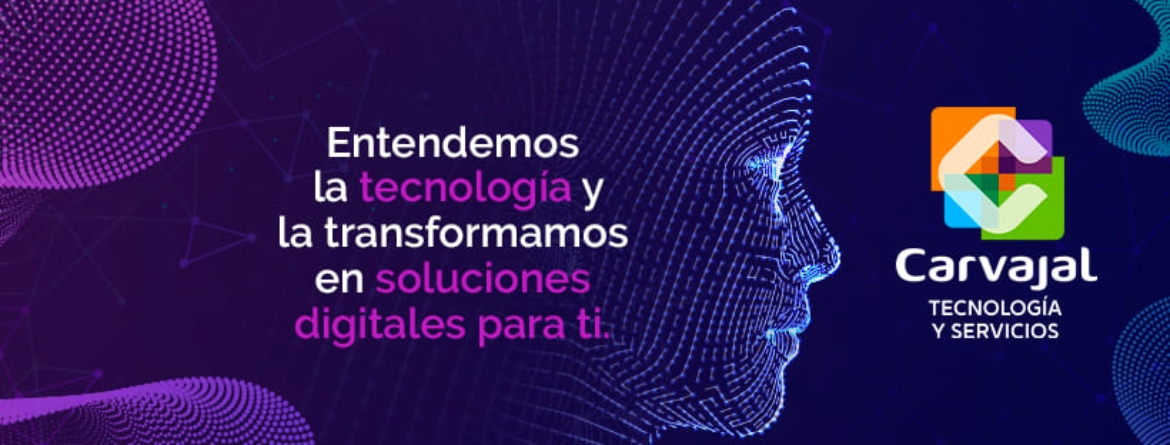 Entendemos
la tecnología y
la transformamos
en soluciones
digitales para ti.
Carvajal
TECNOLOGÍA
Y SERVICIOS